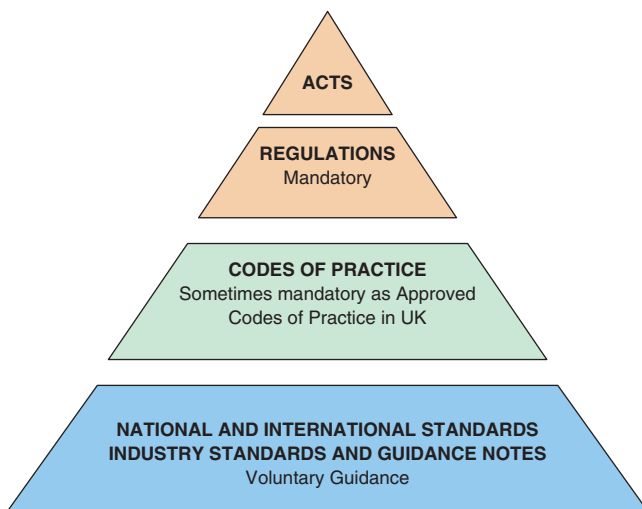 ACTS
REGULATIONS
Mandatory
CODES OF PRACTICE
Sometimes mandatory as Approved
Codes of Practice in UK
NATIONAL AND INTERNATIONAL STANDARDS
INDUSTRY STANDARDS AND GUIDANCE NOTES
Voluntary Guidance